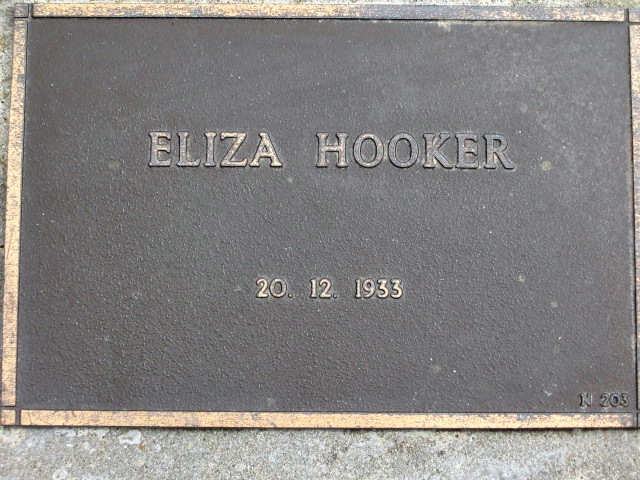 ELIZA HOOKER
20. 12. 1933
N 203